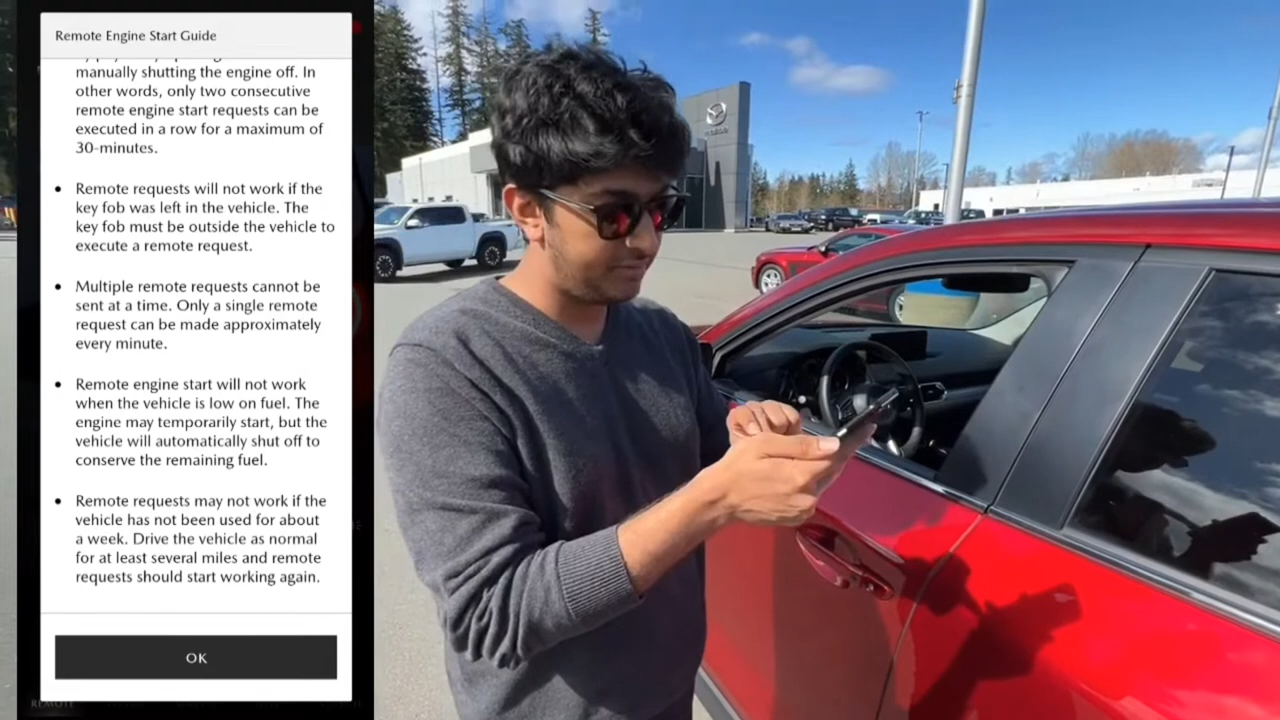 Remote Engine Start Guide
manually shutting the engine off. In
other words, only two consecutive
remote engine start requests can be
executed in a row for a maximum of
30-minutes.
• Remote requests will not work if the
key fob was left in the vehicle. The
key fob must be outside the vehicle to
execute a remote request.
• Multiple remote requests cannot be
sent at a time. Only a single remote
request can be made approximately
every minute.
• Remote engine start will not work
when the vehicle is low on fuel. The
engine may temporarily start, but the
vehicle will automatically shut off to
conserve the remaining fuel.
• Remote requests may not work if the
vehicle has not been used for about
a week. Drive the vehicle as normal
for at least several miles and remote
requests should start working again.
OK
REMOTE
mazda